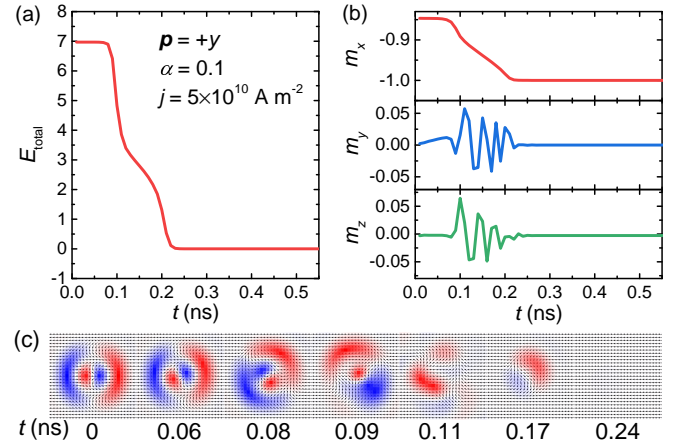 (a)
p = +y
α = 0.1
j = 5×10¹⁰ A m⁻²
E_total
8
7
6
5
4
3
2
1
0
-1
0.0 0.1 0.2 0.3 0.4 0.5
t (ns)
(b)
m_x
-0.9
-1.0
m_y
0.05
0.00
-0.05
m_z
0.05
0.00
-0.05
0.0 0.1 0.2 0.3 0.4 0.5
t (ns)
(c)
t (ns) 0 0.06 0.08 0.09 0.11 0.17 0.24